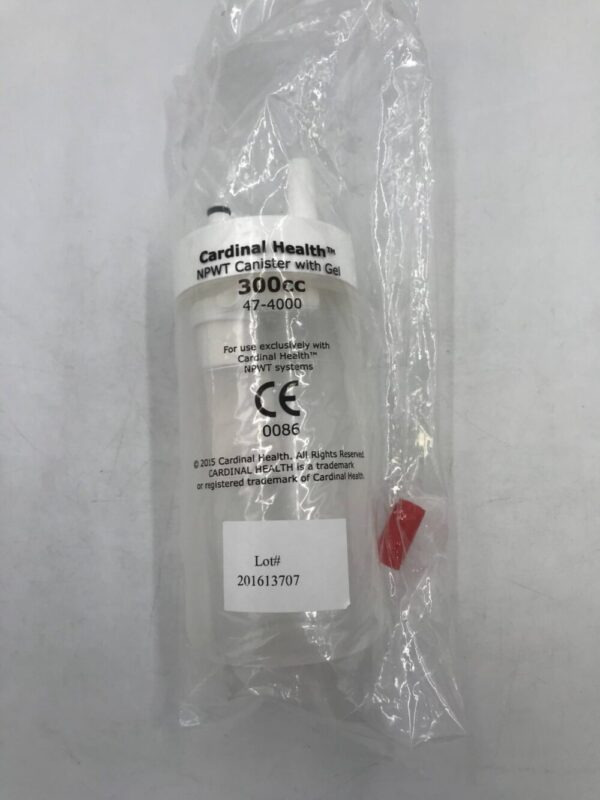 Cardinal Health™
NPWT Canister with Gel
300cc
47-4000
For use exclusively with
Cardinal Health™
NPWT systems
CE
0086
© 2015 Cardinal Health. All Rights Reserved.
CARDINAL HEALTH is a trademark
or registered trademark of Cardinal Health.
Lot#
201613707